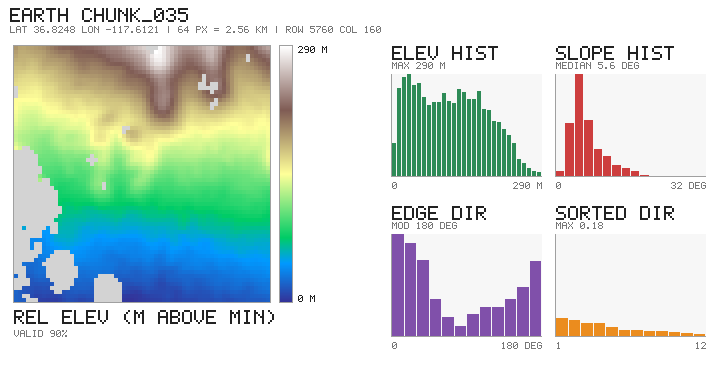 EARTH CHUNK_035
LAT 36.8248 LON -117.6121 | 64 PX = 2.56 KM | ROW 5760 COL 160
290 M
0 M
REL ELEV (M ABOVE MIN)
VALID 90%
ELEV HIST
MAX 290 M
0 290 M
SLOPE HIST
MEDIAN 5.6 DEG
0 32 DEG
EDGE DIR
MOD 180 DEG
0 180 DEG
SORTED DIR
MAX 0.18
1 12